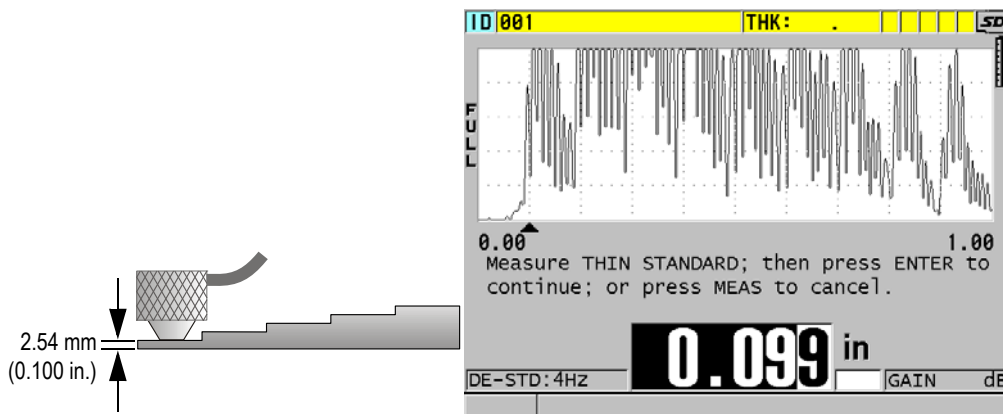 2.54 mm
(0.100 in.)
ID 001 THK: . SD
FULL
0.00 1.00
Measure THIN STANDARD; then press ENTER to
continue; or press MEAS to cancel.
0.099 in
DE-STD:4Hz GAIN dB